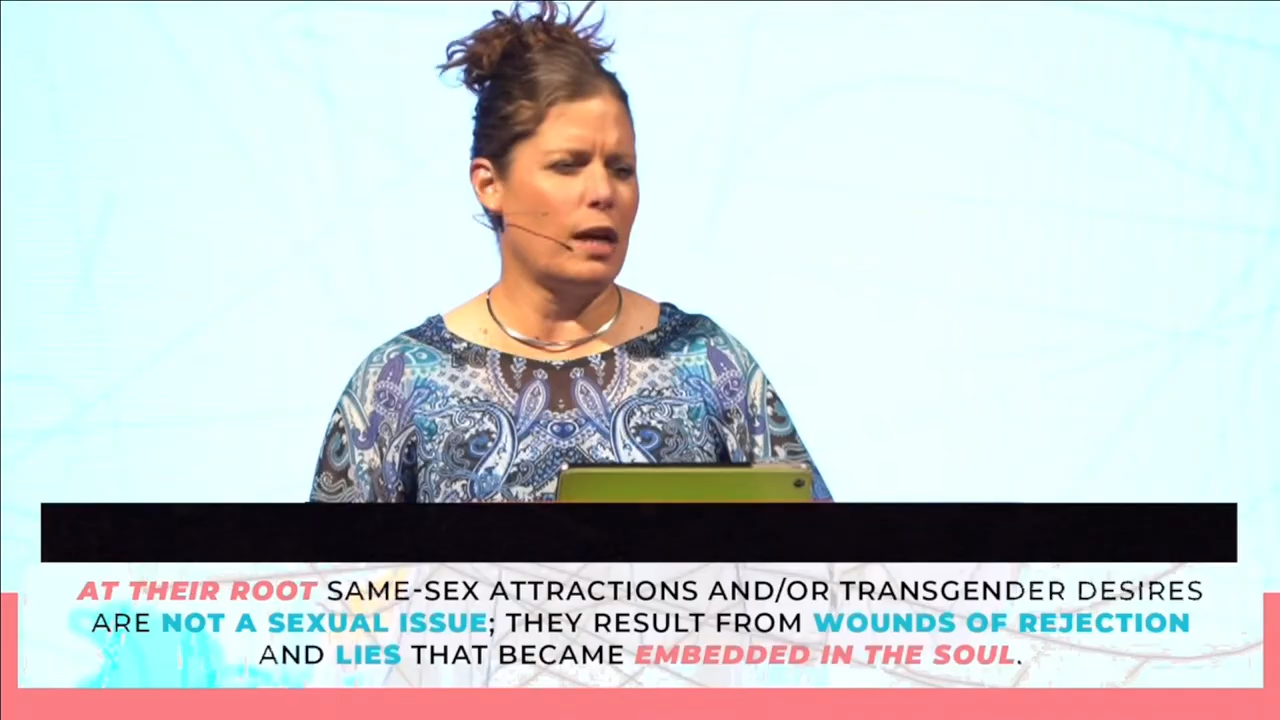 AT THEIR ROOT SAME-SEX ATTRACTIONS AND/OR TRANSGENDER DESIRES
ARE NOT A SEXUAL ISSUE; THEY RESULT FROM WOUNDS OF REJECTION
AND LIES THAT BECAME EMBEDDED IN THE SOUL.